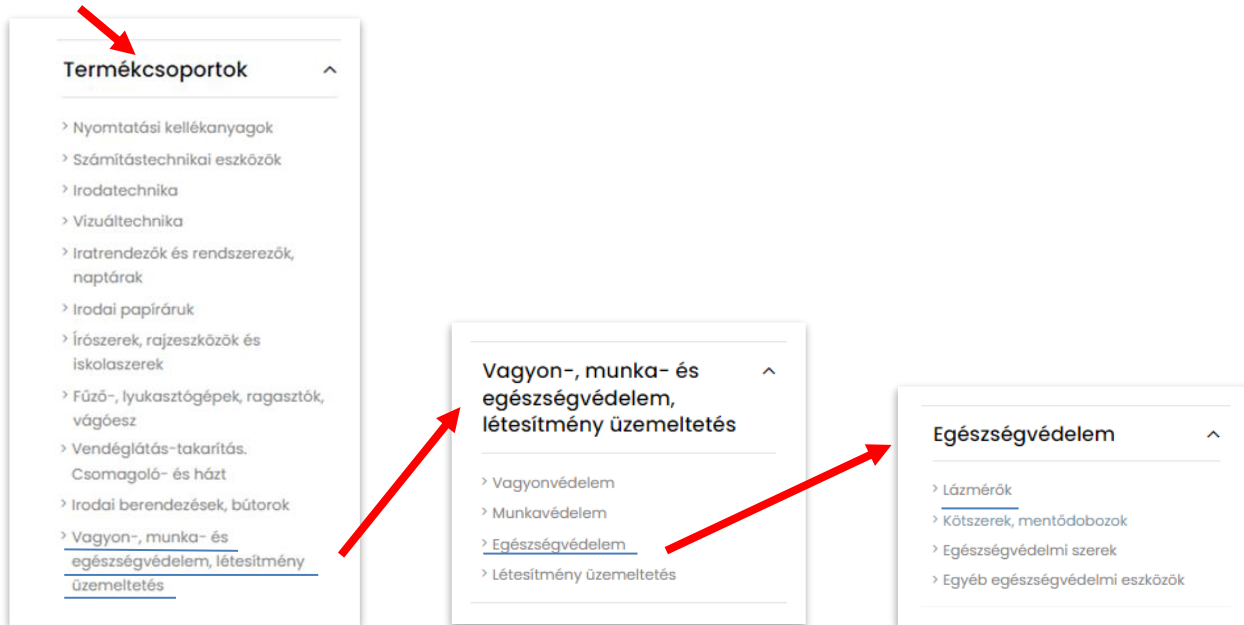 Termékcsoportok
Nyomtatási kellékanyagok
Számítástechnikai eszközök
Irodatechnika
Vizuáltechnika
Iratrendezők és rendszerezők,
naptárak
Irodai papíráruk
Írószerek, rajzeszközök és
iskolaszerek
Fűző-, lyukasztógépek, ragasztók,
vágóesz
Vendéglátás-takarítás.
Csomagoló- és házt
Irodai berendezések, bútorok
Vagyon-, munka- és
egészségvédelem, létesítmény
üzemeltetés
Vagyon-, munka- és
egészségvédelem,
létesítmény üzemeltetés
Vagyonvédelem
Munkavédelem
Egészségvédelem
Létesítmény üzemeltetés
Egészségvédelem
Lázmérők
Kötszerek, mentődobozok
Egészségvédelmi szerek
Egyéb egészségvédelmi eszközök